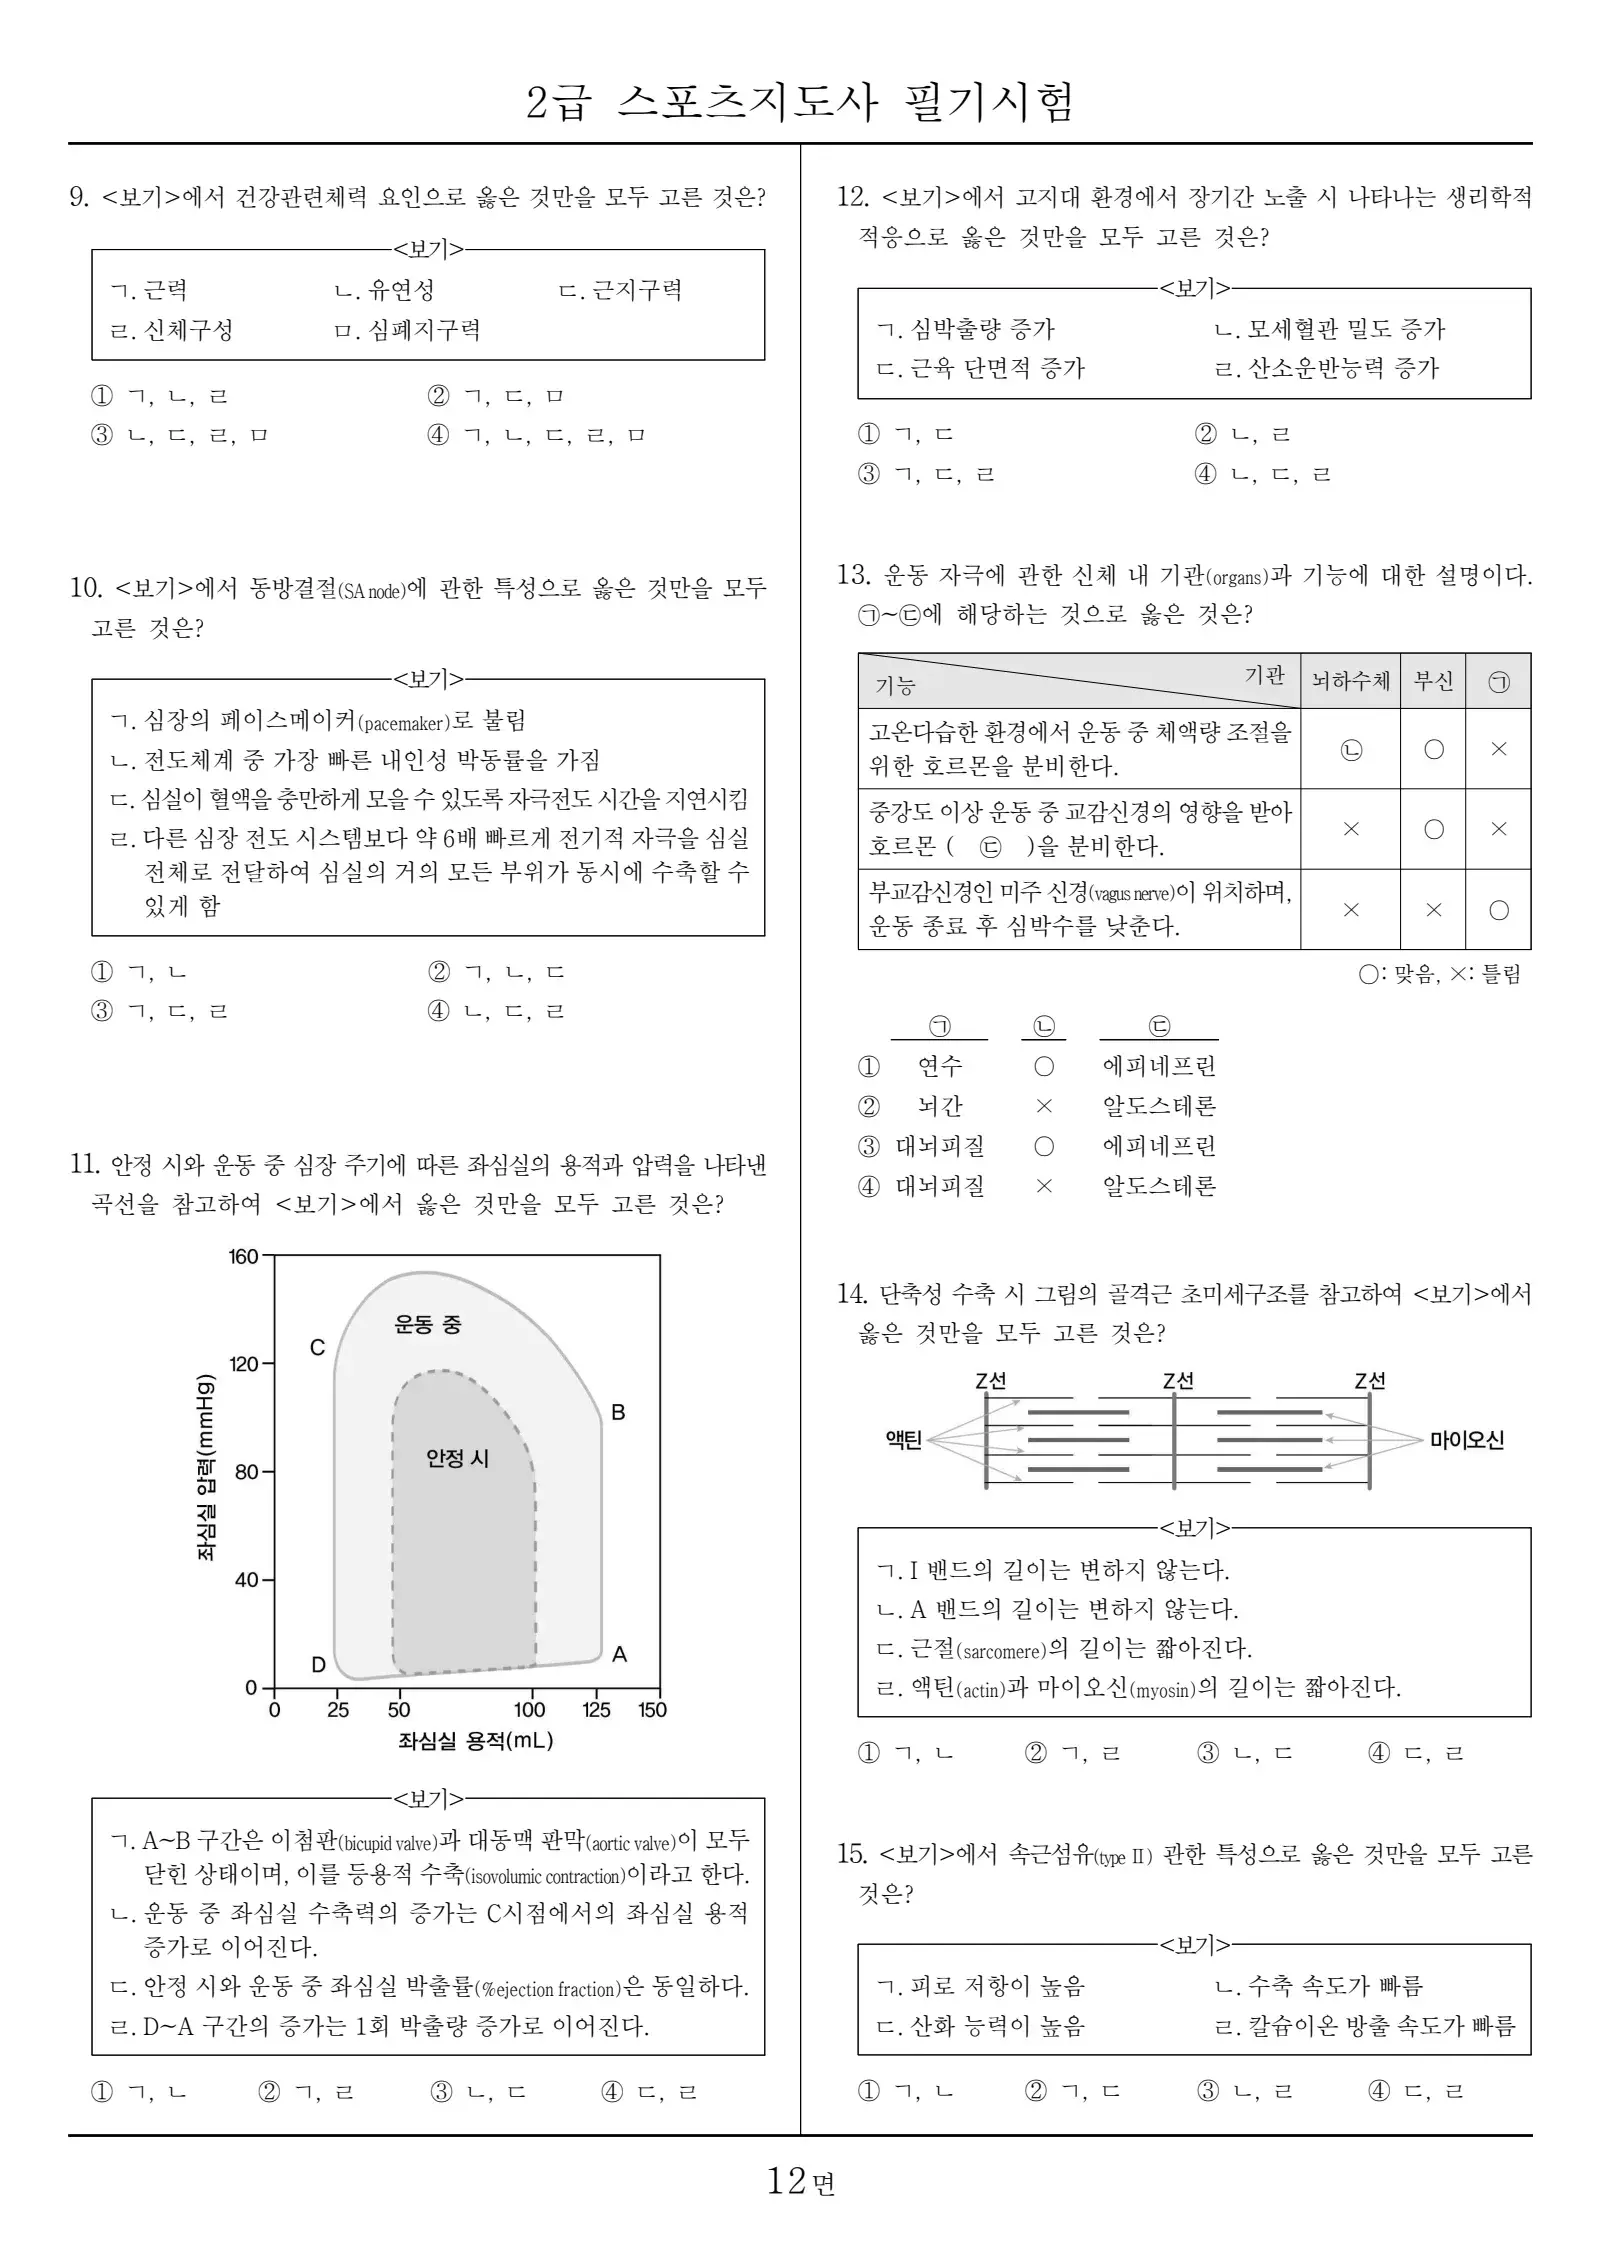 2급 스포츠지도사 필기시험
9. <보기>에서 건강관련체력 요인으로 옳은 것만을 모두 고른 것은?
<보기>
ㄱ. 근력 ㄴ. 유연성 ㄷ. 근지구력
ㄹ. 신체구성 ㅁ. 심폐지구력
① ㄱ, ㄴ, ㄹ ② ㄱ, ㄷ, ㅁ
③ ㄴ, ㄷ, ㄹ, ㅁ ④ ㄱ, ㄴ, ㄷ, ㄹ, ㅁ
10. <보기>에서 동방결절(SA node)에 관한 특성으로 옳은 것만을 모두
고른 것은?
<보기>
ㄱ. 심장의 페이스메이커(pacemaker)로 불림
ㄴ. 전도체계 중 가장 빠른 내인성 박동률을 가짐
ㄷ. 심실이 혈액을 충만하게 모을 수 있도록 자극전도 시간을 지연시킴
ㄹ. 다른 심장 전도 시스템보다 약 6배 빠르게 전기적 자극을 심실
전체로 전달하여 심실의 거의 모든 부위가 동시에 수축할 수
있게 함
① ㄱ, ㄴ ② ㄱ, ㄴ, ㄷ
③ ㄱ, ㄷ, ㄹ ④ ㄴ, ㄷ, ㄹ
11. 안정 시와 운동 중 심장 주기에 따른 좌심실의 용적과 압력을 나타낸
곡선을 참고하여 <보기>에서 옳은 것만을 모두 고른 것은?
160
운동 중
C
120
좌심실 압력(mmHg)
B
안정 시
80
40
D
A
0
0 25 50 100 125 150
좌심실 용적(mL)
<보기>
ㄱ. A~B 구간은 이첨판(bicupid valve)과 대동맥 판막(aortic valve)이 모두
닫힌 상태이며, 이를 등용적 수축(isovolumic contraction)이라고 한다.
ㄴ. 운동 중 좌심실 수축력의 증가는 C시점에서의 좌심실 용적
증가로 이어진다.
ㄷ. 안정 시와 운동 중 좌심실 박출률(%ejection fraction)은 동일하다.
ㄹ. D~A 구간의 증가는 1회 박출량 증가로 이어진다.
① ㄱ, ㄴ ② ㄱ, ㄹ ③ ㄴ, ㄷ ④ ㄷ, ㄹ
12. <보기>에서 고지대 환경에서 장기간 노출 시 나타나는 생리학적
적응으로 옳은 것만을 모두 고른 것은?
<보기>
ㄱ. 심박출량 증가 ㄴ. 모세혈관 밀도 증가
ㄷ. 근육 단면적 증가 ㄹ. 산소운반능력 증가
① ㄱ, ㄷ ② ㄴ, ㄹ
③ ㄱ, ㄷ, ㄹ ④ ㄴ, ㄷ, ㄹ
13. 운동 자극에 관한 신체 내 기관(organs)과 기능에 대한 설명이다.
㉠~㉢에 해당하는 것으로 옳은 것은?
기능 기관 뇌하수체 부신 ㉠
고온다습한 환경에서 운동 중 체액량 조절을
위한 호르몬을 분비한다. ㉡ ○ ×
중강도 이상 운동 중 교감신경의 영향을 받아
호르몬 ( ㉢ )을 분비한다. × ○ ×
부교감신경인 미주 신경(vagus nerve)이 위치하며,
운동 종료 후 심박수를 낮춘다. × × ○
○: 맞음, ×: 틀림
㉠ ㉡ ㉢
① 연수 ○ 에피네프린
② 뇌간 × 알도스테론
③ 대뇌피질 ○ 에피네프린
④ 대뇌피질 × 알도스테론
14. 단축성 수축 시 그림의 골격근 초미세구조를 참고하여 <보기>에서
옳은 것만을 모두 고른 것은?
Z선 Z선 Z선
액틴 마이오신
<보기>
ㄱ. I 밴드의 길이는 변하지 않는다.
ㄴ. A 밴드의 길이는 변하지 않는다.
ㄷ. 근절(sarcomere)의 길이는 짧아진다.
ㄹ. 액틴(actin)과 마이오신(myosin)의 길이는 짧아진다.
① ㄱ, ㄴ ② ㄱ, ㄹ ③ ㄴ, ㄷ ④ ㄷ, ㄹ
15. <보기>에서 속근섬유(type Ⅱ) 관한 특성으로 옳은 것만을 모두 고른
것은?
<보기>
ㄱ. 피로 저항이 높음 ㄴ. 수축 속도가 빠름
ㄷ. 산화 능력이 높음 ㄹ. 칼슘이온 방출 속도가 빠름
① ㄱ, ㄴ ② ㄱ, ㄷ ③ ㄴ, ㄹ ④ ㄷ, ㄹ
12면